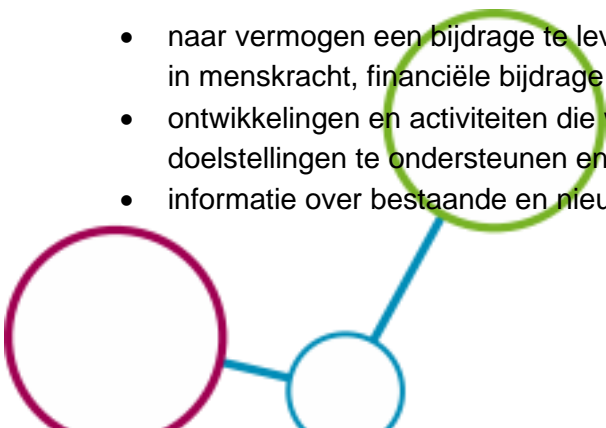 • naar vermogen een bijdrage te lev
in menskracht, financiële bijdrage
• ontwikkelingen en activiteiten die
doelstellingen te ondersteunen en
• informatie over bestaande en nieu